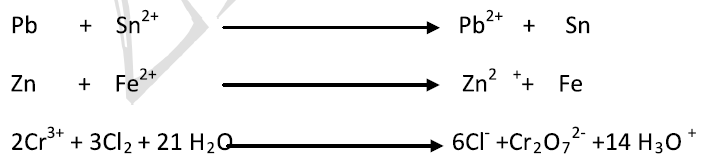 Pb + Sn²⁺ ⟶ Pb²⁺ + Sn
Zn + Fe²⁺ ⟶ Zn² ⁺+ Fe
2Cr³⁺ + 3Cl₂ + 21 H₂O ⟶ 6Cl⁻ +Cr₂O₇²⁻ +14 H₃O ⁺